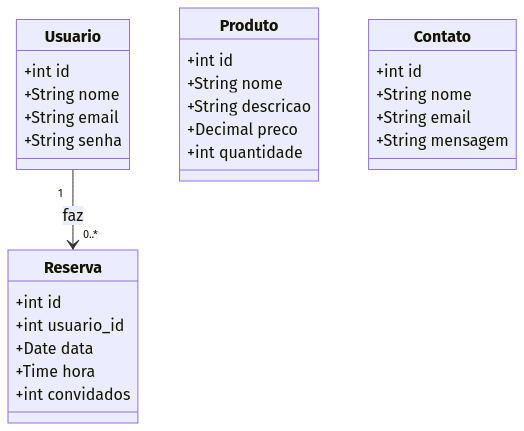 Usuario
+int id
+String nome
+String email
+String senha
Produto
+int id
+String nome
+String descricao
+Decimal preco
+int quantidade
Contato
+int id
+String nome
+String email
+String mensagem
1
faz
0..*
Reserva
+int id
+int usuario_id
+Date data
+Time hora
+int convidados